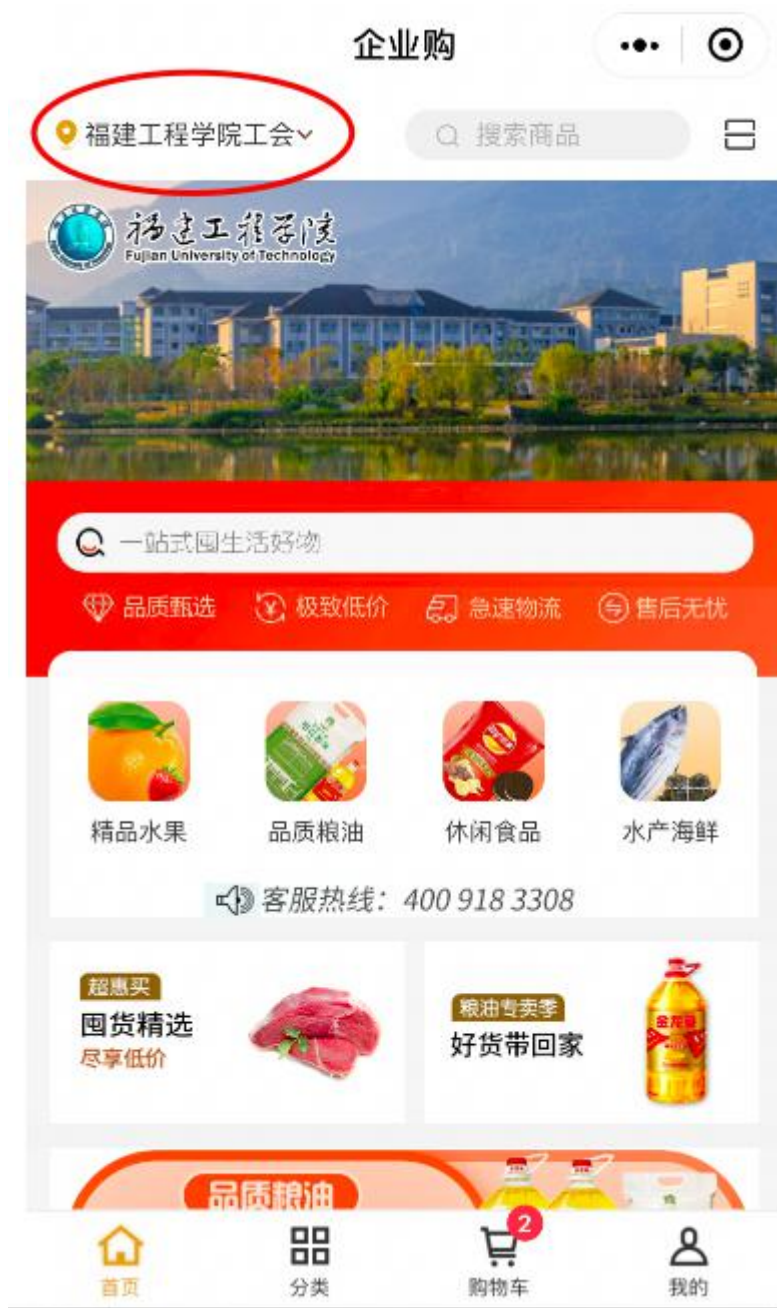 企业购
福建工程学院工会
搜索商品
福建工程学院
Fujian University of Technology
一站式囤生活好物
品质甄选 极致低价 急速物流 售后无忧
精品水果 品质粮油 休闲食品 水产海鲜
客服热线：400 918 3308
超惠买
囤货精选
尽享低价
粮油专卖季
好货带回家
金龙鱼
品质粮油
2
首页 分类 购物车 我的